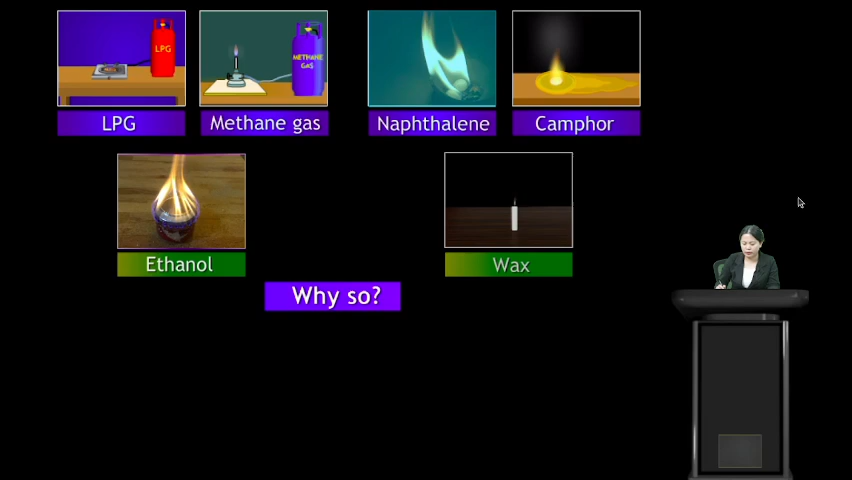 LPG
METHANE
GAS
LPG
Methane gas
Naphthalene
Camphor
Ethanol
Wax
Why so?